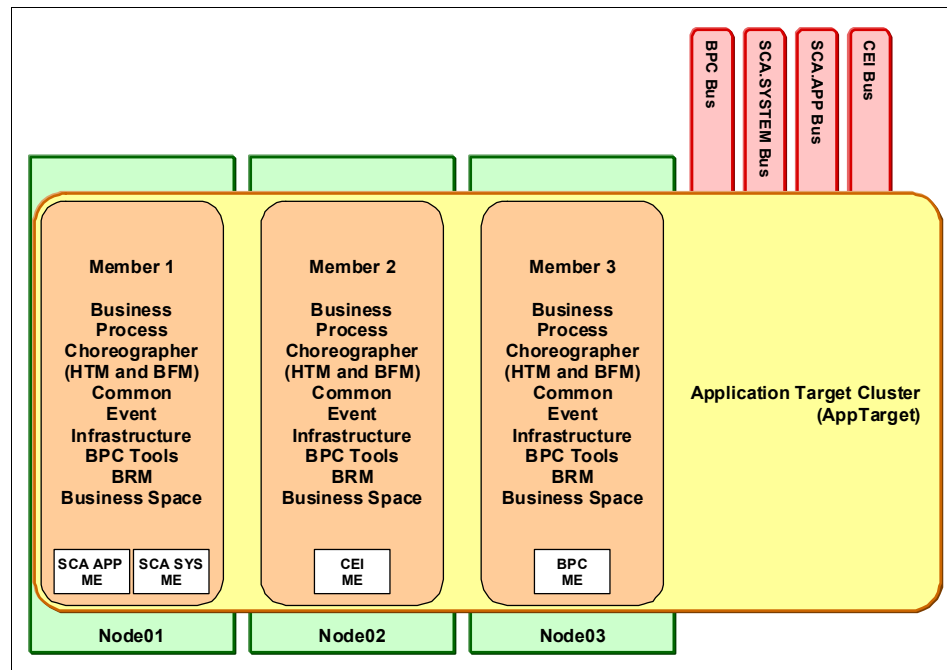 BPC Bus
SCA.SYSTEM Bus
SCA.APP Bus
CEI Bus
Member 1
Business
Process
Choreographer
(HTM and BFM)
Common
Event
Infrastructure
BPC Tools
BRM
Business Space
SCA APP
ME
SCA SYS
ME
Node01
Member 2
Business
Process
Choreographer
(HTM and BFM)
Common
Event
Infrastructure
BPC Tools
BRM
Business Space
CEI
ME
Node02
Member 3
Business
Process
Choreographer
(HTM and BFM)
Common
Event
Infrastructure
BPC Tools
BRM
Business Space
BPC
ME
Node03
Application Target Cluster
(AppTarget)